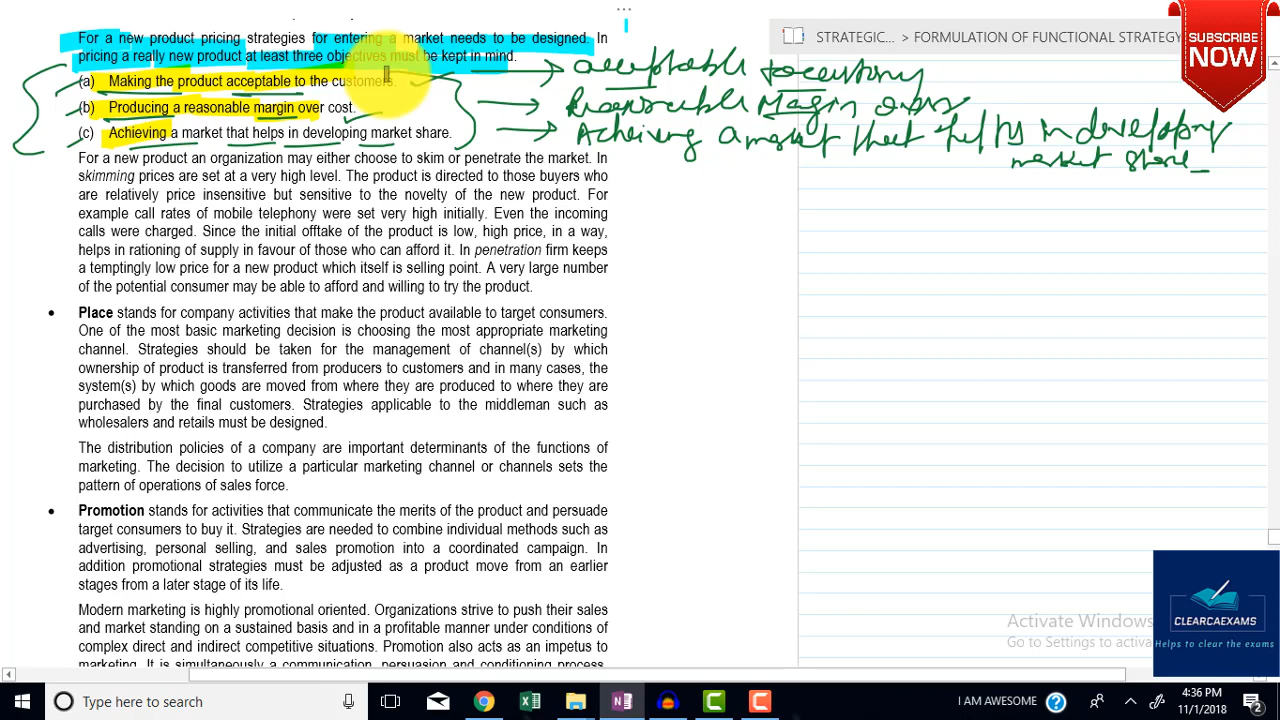 For a new product pricing strategies for entering a market needs to be designed. In
pricing a really new product at least three objectives must be kept in mind.
(a) Making the product acceptable to the customers.
(b) Producing a reasonable margin over cost.
(c) Achieving a market that helps in developing market share.
acceptable to
Reasonable Margin over
Achieving a market that helps in developing
market share
For a new product an organization may either choose to skim or penetrate the market. In
skimming prices are set at a very high level. The product is directed to those buyers who
are relatively price insensitive but sensitive to the novelty of the new product. For
example call rates of mobile telephony were set very high initially. Even the incoming
calls were charged. Since the initial offtake of the product is low, high price, in a way,
helps in rationing of supply in favour of those who can afford it. In penetration firm keeps
a temptingly low price for a new product which itself is selling point. A very large number
of the potential consumer may be able to afford and willing to try the product.
• Place stands for company activities that make the product available to target consumers.
One of the most basic marketing decision is choosing the most appropriate marketing
channel. Strategies should be taken for the management of channel(s) by which
ownership of product is transferred from producers to customers and in many cases, the
system(s) by which goods are moved from where they are produced to where they are
purchased by the final customers. Strategies applicable to the middleman such as
wholesalers and retails must be designed.
The distribution policies of a company are important determinants of the functions of
marketing. The decision to utilize a particular marketing channel or channels sets the
pattern of operations of sales force.
• Promotion stands for activities that communicate the merits of the product and persuade
target consumers to buy it. Strategies are needed to combine individual methods such as
advertising, personal selling, and sales promotion into a coordinated campaign. In
addition promotional strategies must be adjusted as a product move from an earlier
stages from a later stage of its life.
Modern marketing is highly promotional oriented. Organizations strive to push their sales
and market standing on a sustained basis and in a profitable manner under conditions of
complex direct and indirect competitive situations. Promotion also acts as an impetus to
marketing. It is simultaneously a communication, persuasion and conditioning process.
STRATEGIC... > FORMULATION OF FUNCTIONAL STRATEGY
SUBSCRIBE
NOW
Activate Windows
Go to Settings to activa
CLEARCAEXAMS
Helps to clear the exams
Type here to search
I AM AWESOME
4:36 PM
11/1/2018
2